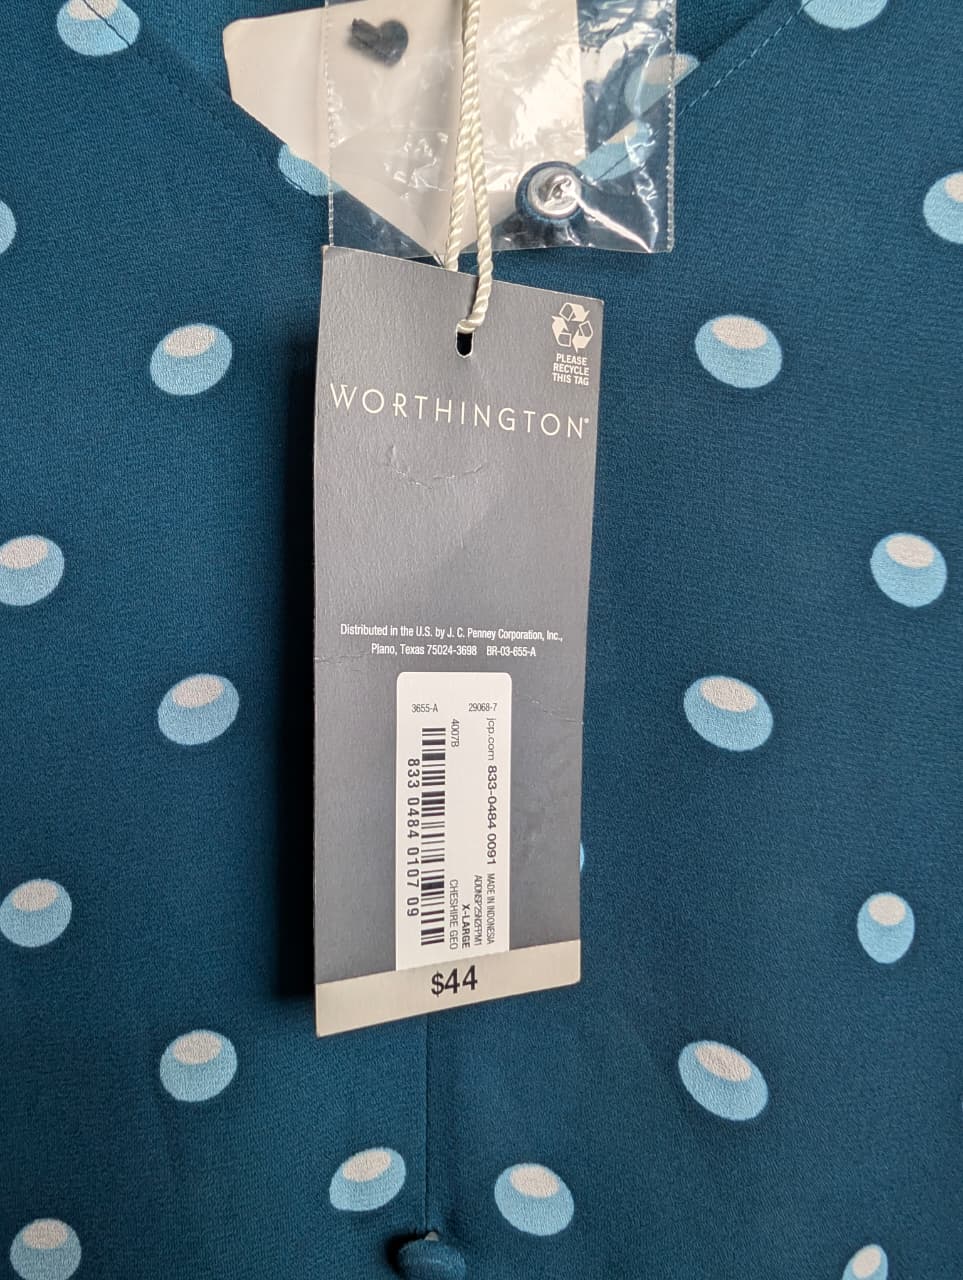 PLEASE
RECYCLE
THIS TAG
WORTHINGTON®
Distributed in the U.S. by J. C. Penney Corporation, Inc.,
Plano, Texas 75024-3698 BR-03-655-A
3655-A 29068-7
jcp.com 833-0484 0091 MADE IN INDONESIA
X-LARGE
4007B CHESHIRE GEO
833 0484 0107 09
$44